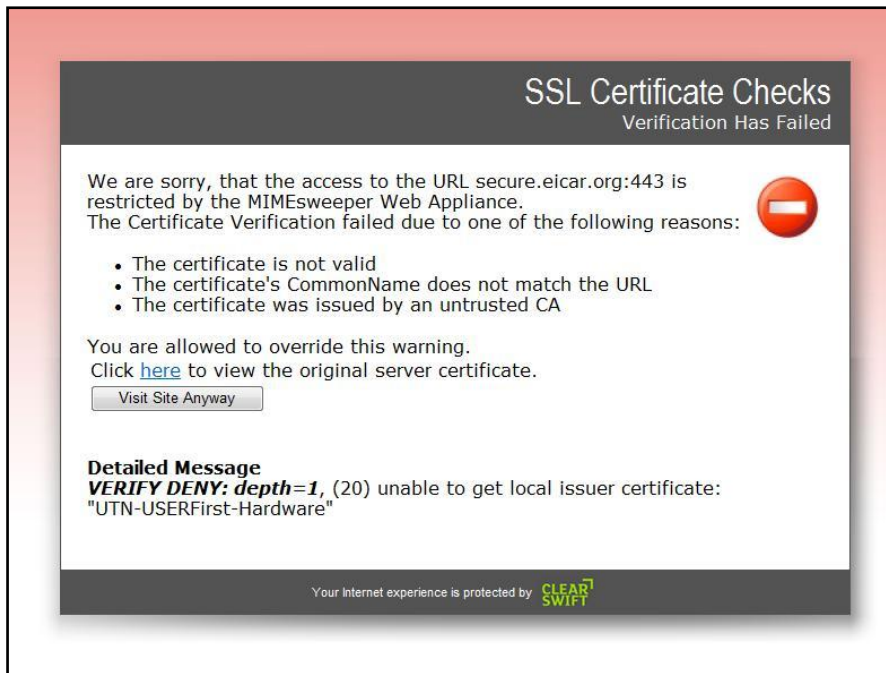 SSL Certificate Checks
Verification Has Failed
We are sorry, that the access to the URL secure.eicar.org:443 is
restricted by the MIMEsweeper Web Appliance.
The Certificate Verification failed due to one of the following reasons:
• The certificate is not valid
• The certificate's CommonName does not match the URL
• The certificate was issued by an untrusted CA
You are allowed to override this warning.
Click here to view the original server certificate.
Visit Site Anyway
Detailed Message
VERIFY DENY: depth=1, (20) unable to get local issuer certificate:
"UTN-USERFirst-Hardware"
Your Internet experience is protected by CLEAR
SWIFT